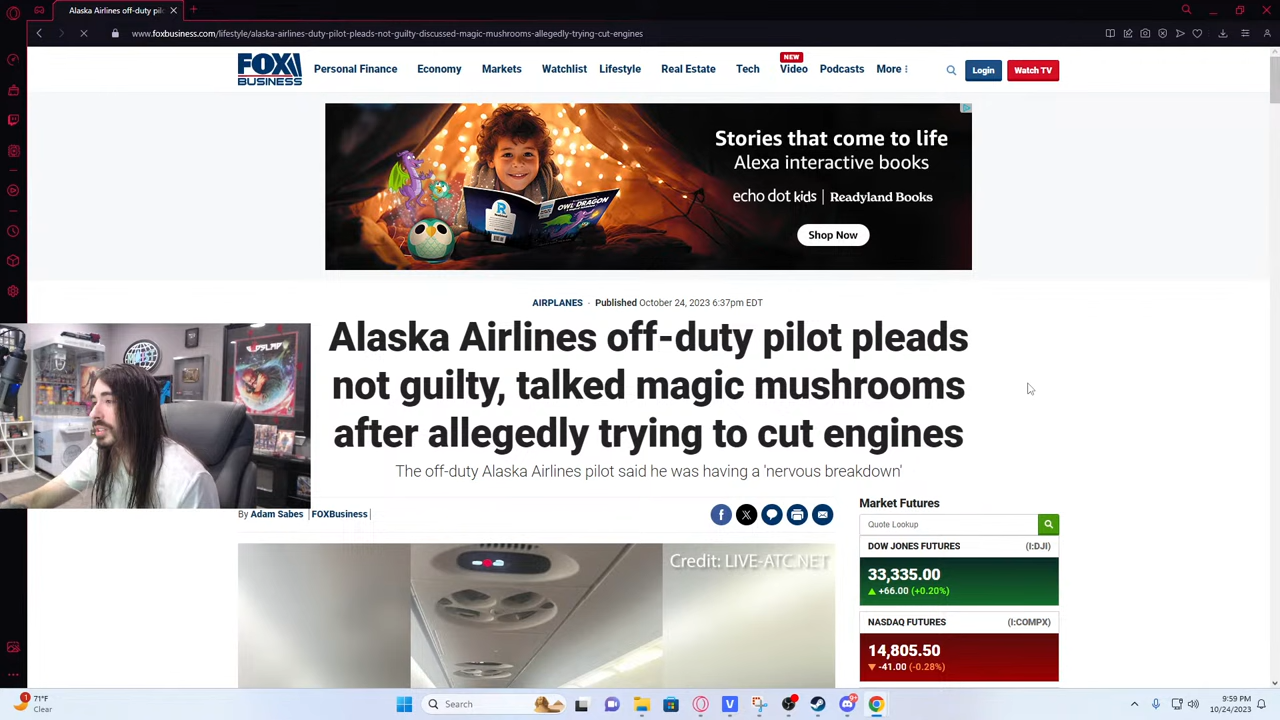 Alaska Airlines off-duty pil
www.foxbusiness.com/lifestyle/alaska-airlines-duty-pilot-pleads-not-guilty-discussed-magic-mushrooms-allegedly-trying-cut-engines
FOX BUSINESS
Personal Finance
Economy
Markets
Watchlist
Lifestyle
Real Estate
Tech
NEW
Video
Podcasts
More
Login
Watch TV
Stories that come to life
Alexa interactive books
echo dot kids | Readyland Books
Shop Now
R
OWL DRAGON
AIRPLANES · Published October 24, 2023 6:37pm EDT
Alaska Airlines off-duty pilot pleads
not guilty, talked magic mushrooms
after allegedly trying to cut engines
The off-duty Alaska Airlines pilot said he was having a 'nervous breakdown'
By Adam Sabes | FOXBusiness |
Credit: LIVE-ATC.NET
Market Futures
Quote Lookup
DOW JONES FUTURES (I:DJI)
33,335.00
+66.00 (+0.20%)
NASDAQ FUTURES (I:COMPX)
14,805.50
-41.00 (-0.28%)
1
71°F
Clear
Search
9+
9:59 PM
10/24/2023